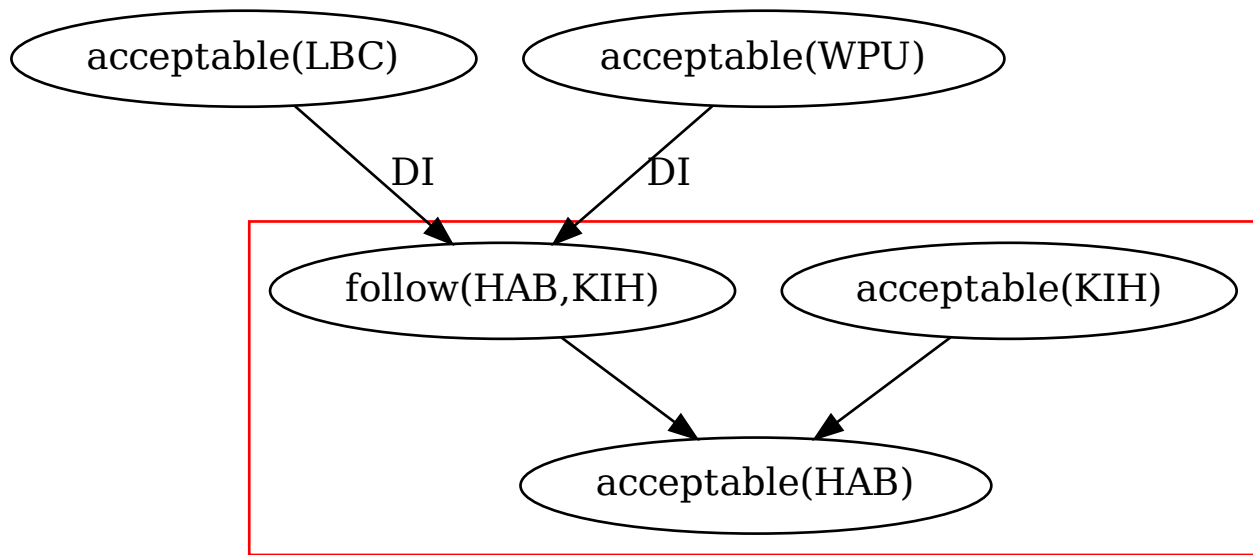 acceptable(LBC)
acceptable(WPU)
DI
DI
follow(HAB,KIH)
acceptable(KIH)
acceptable(HAB)